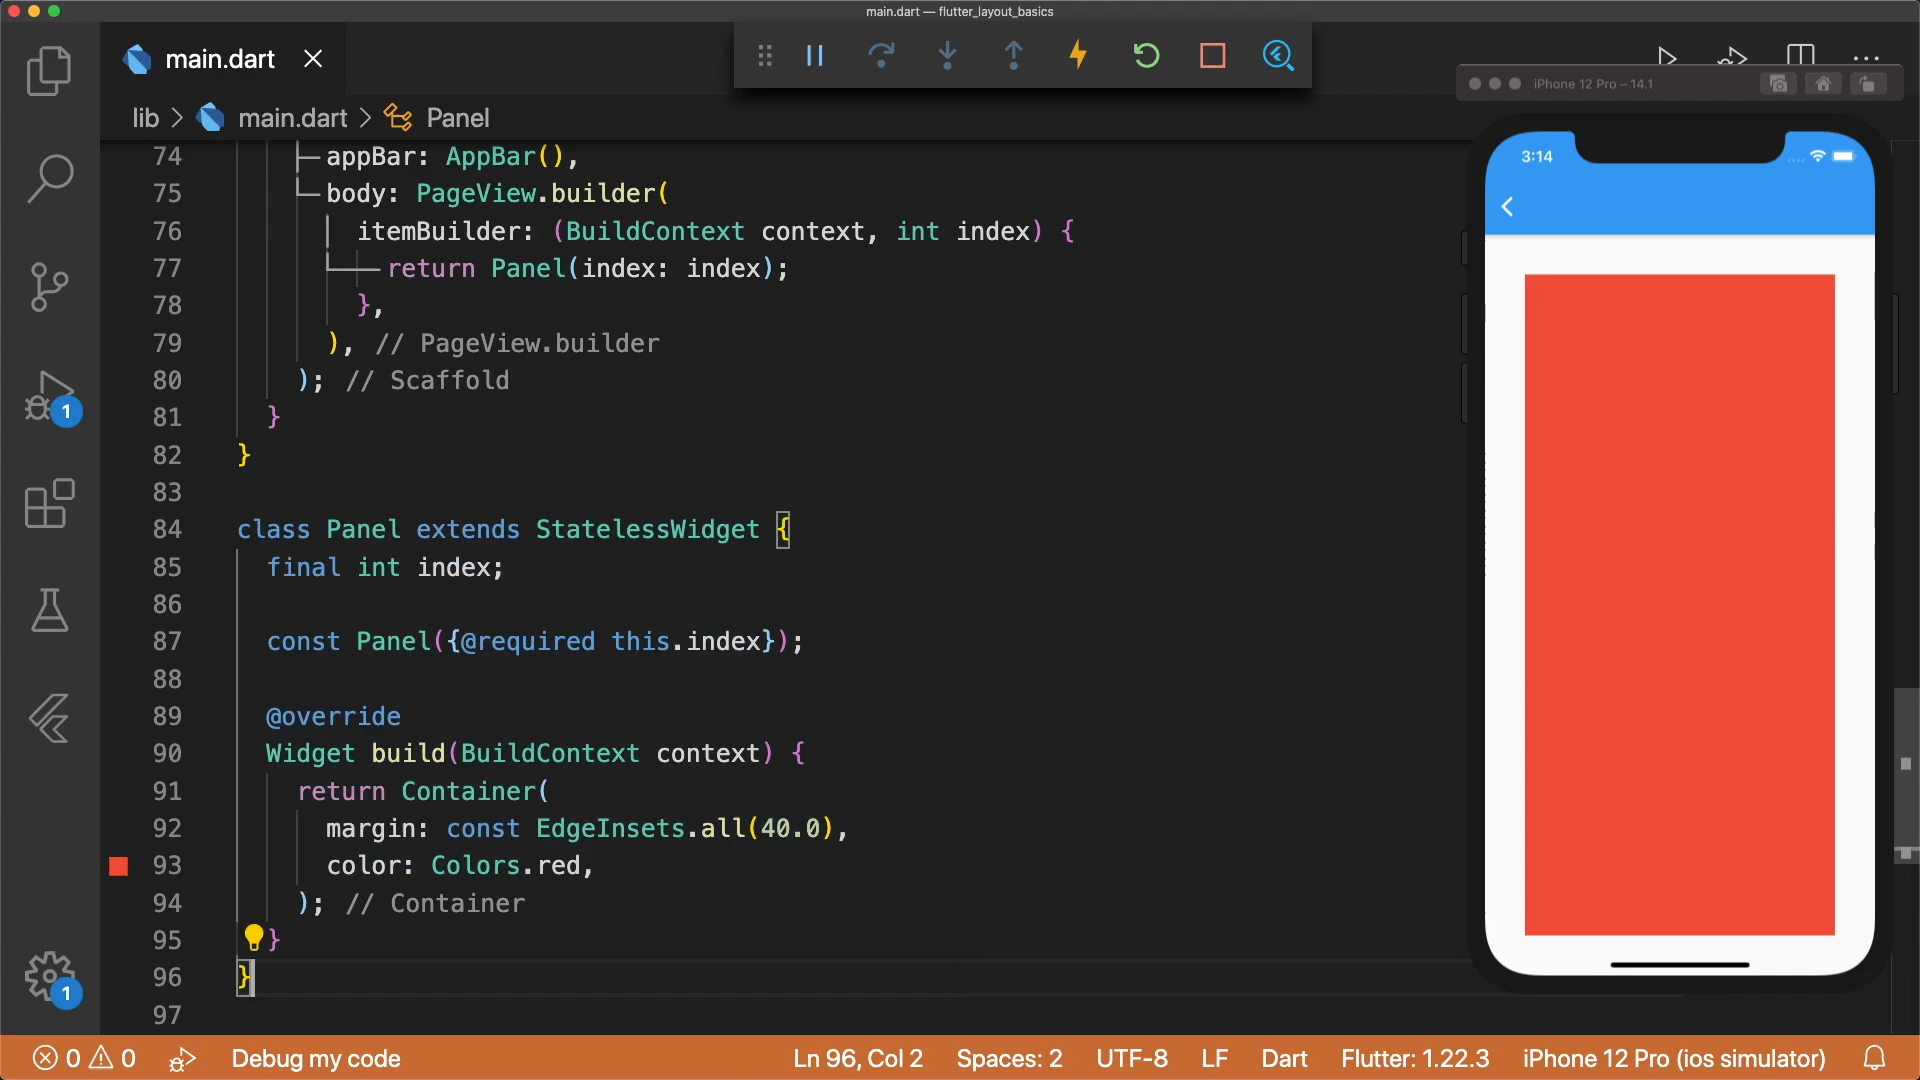 main.dart — flutter_layout_basics
main.dart
lib > main.dart > Panel
74 appBar: AppBar(),
75 body: PageView.builder(
76 itemBuilder: (BuildContext context, int index) {
77 return Panel(index: index);
78 },
79 ), // PageView.builder
80 ); // Scaffold
81 }
82 }
83
84 class Panel extends StatelessWidget {
85 final int index;
86
87 const Panel({@required this.index});
88
89 @override
90 Widget build(BuildContext context) {
91 return Container(
92 margin: const EdgeInsets.all(40.0),
93 color: Colors.red,
94 ); // Container
95 }
96 }
97
iPhone 12 Pro – 14.1
3:14
1
1
0 0 Debug my code Ln 96, Col 2 Spaces: 2 UTF-8 LF Dart Flutter: 1.22.3 iPhone 12 Pro (ios simulator)